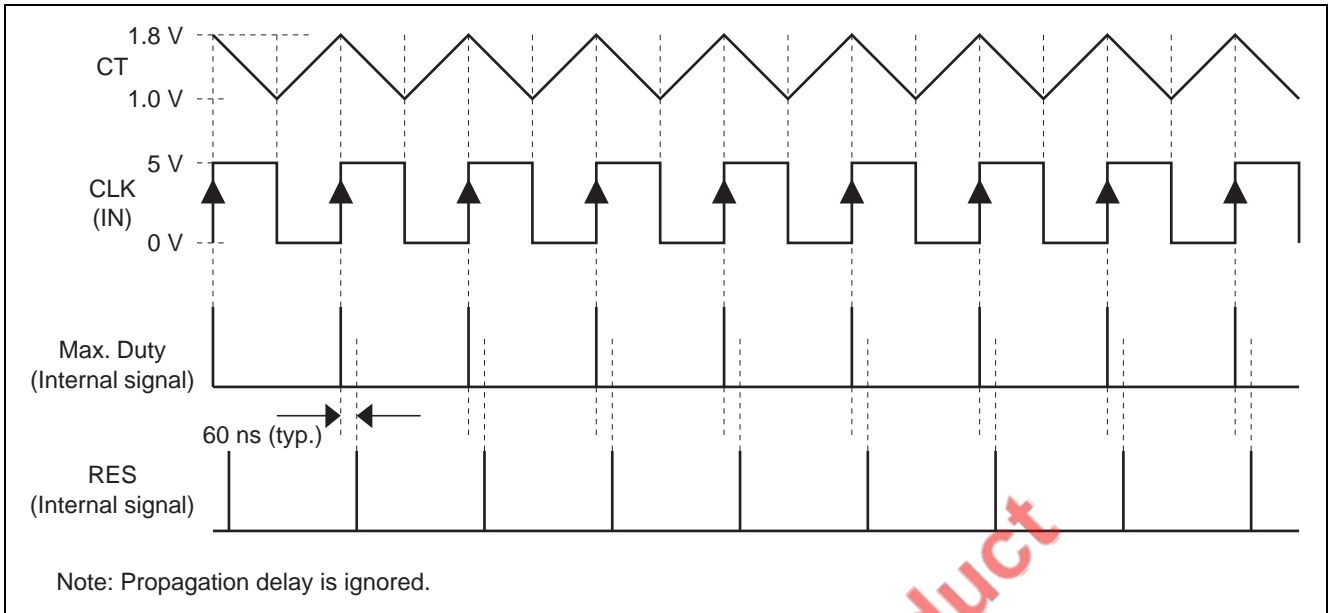 1.8 V
CT
1.0 V
5 V
CLK
(IN)
0 V
Max. Duty
(Internal signal)
60 ns (typ.)
RES
(Internal signal)
Note: Propagation delay is ignored.
duct